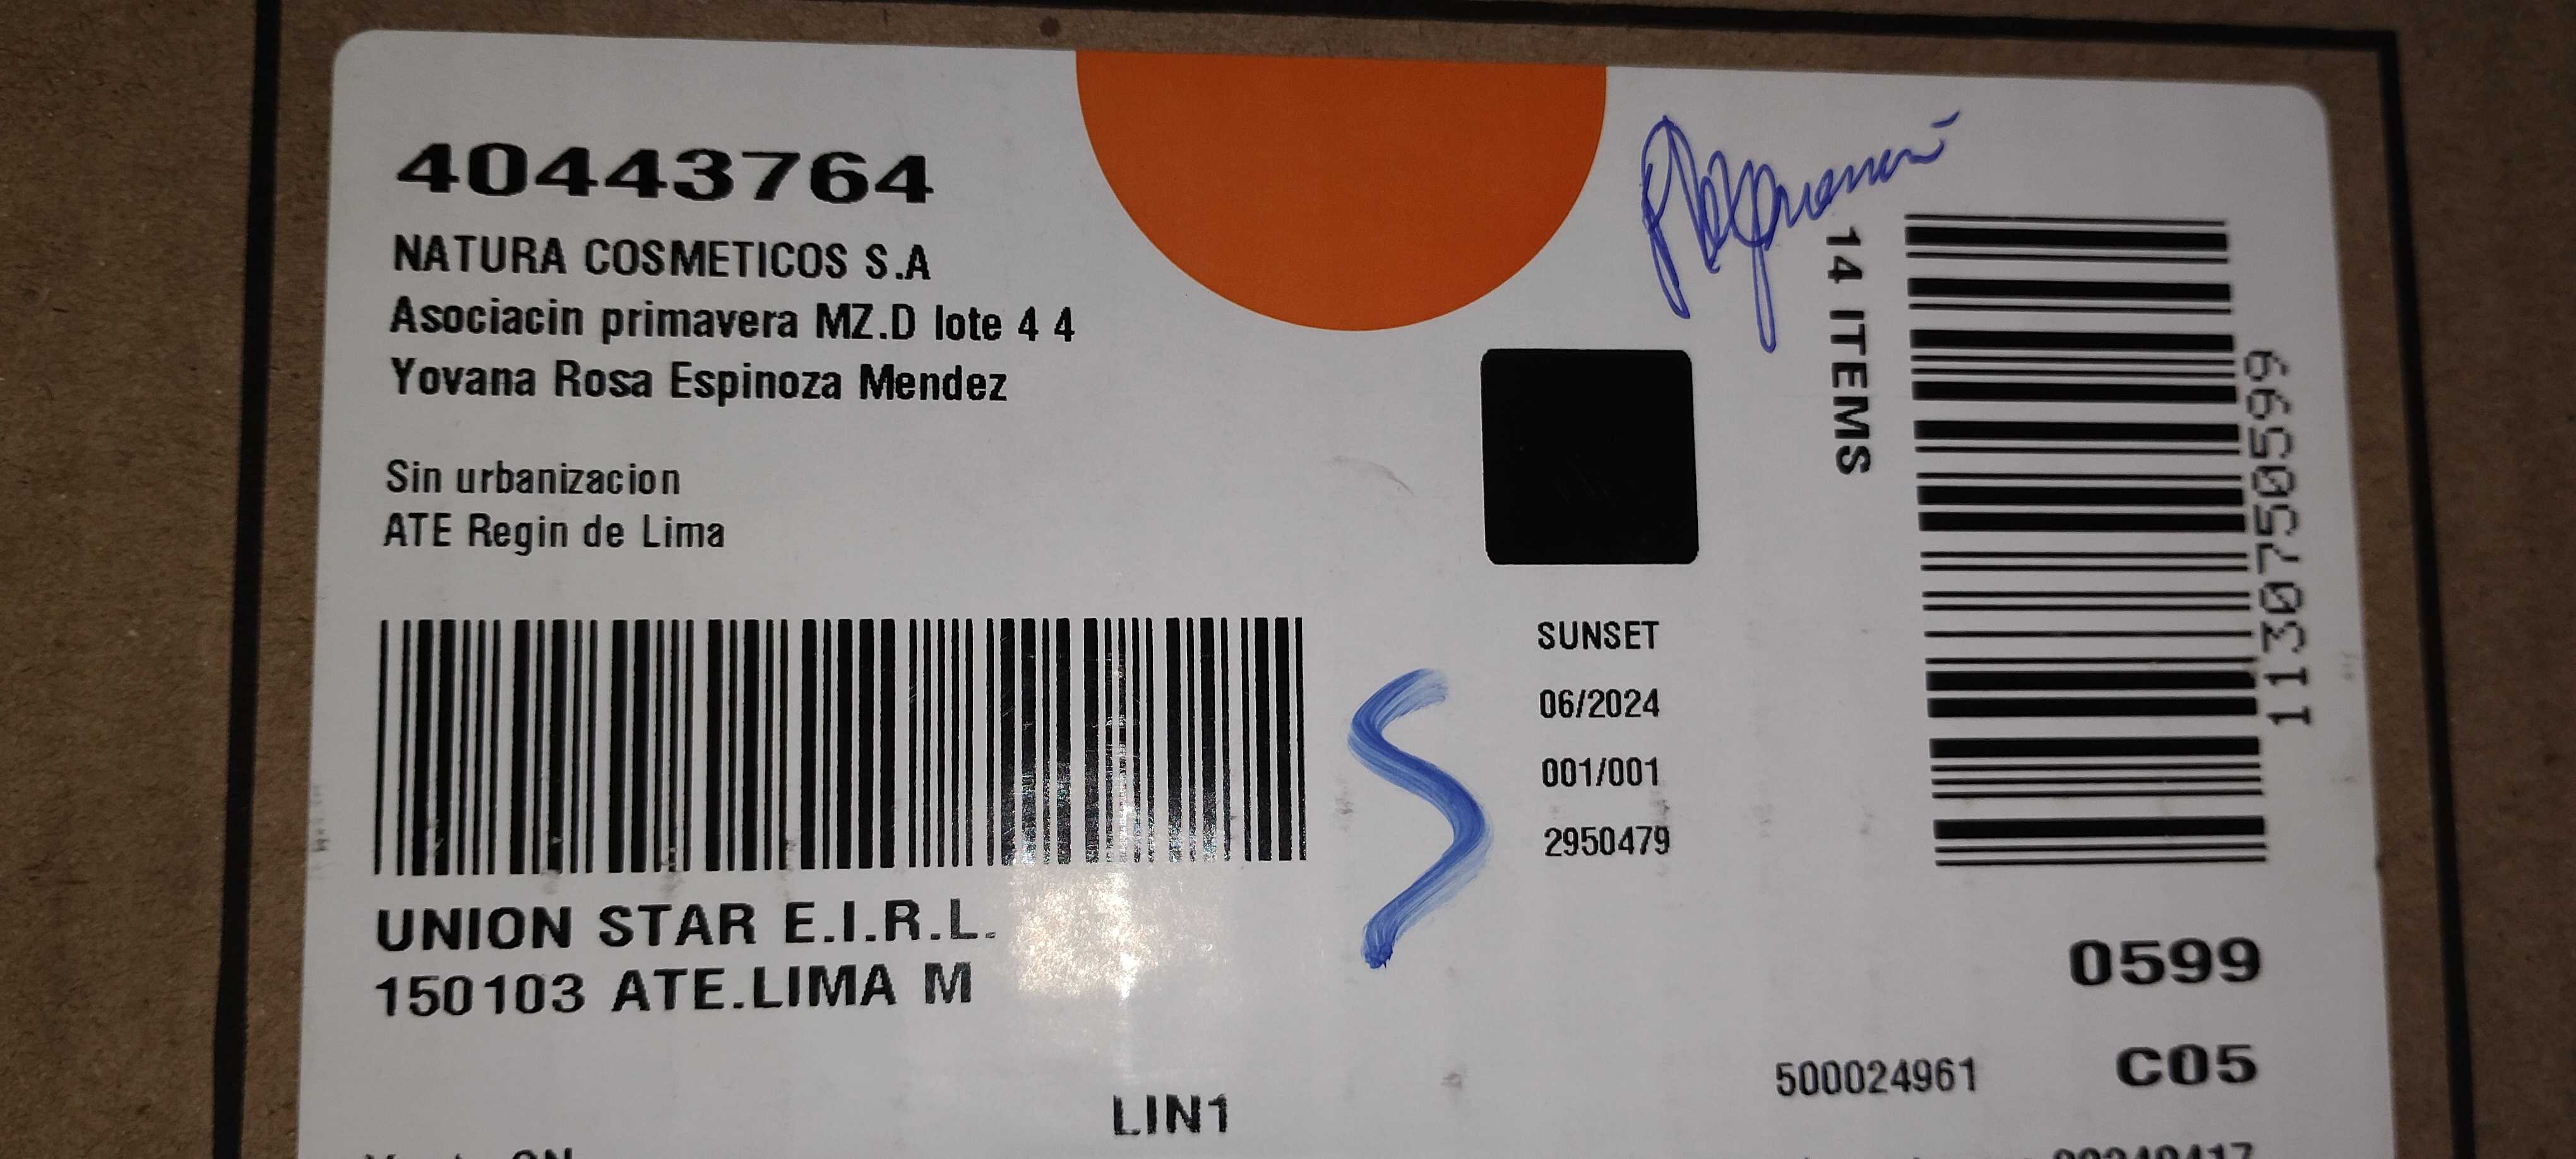 40443764
NATURA COSMETICOS S.A
Asociacin primavera MZ.D lote 4 4
Yovana Rosa Espinoza Mendez
Sin urbanizacion
ATE Regin de Lima
14 ITEMS
1130750599
SUNSET
06/2024
001/001
2950479
S
UNION STAR E.I.R.L.
150103 ATE.LIMA M
0599
500024961 C05
LIN1